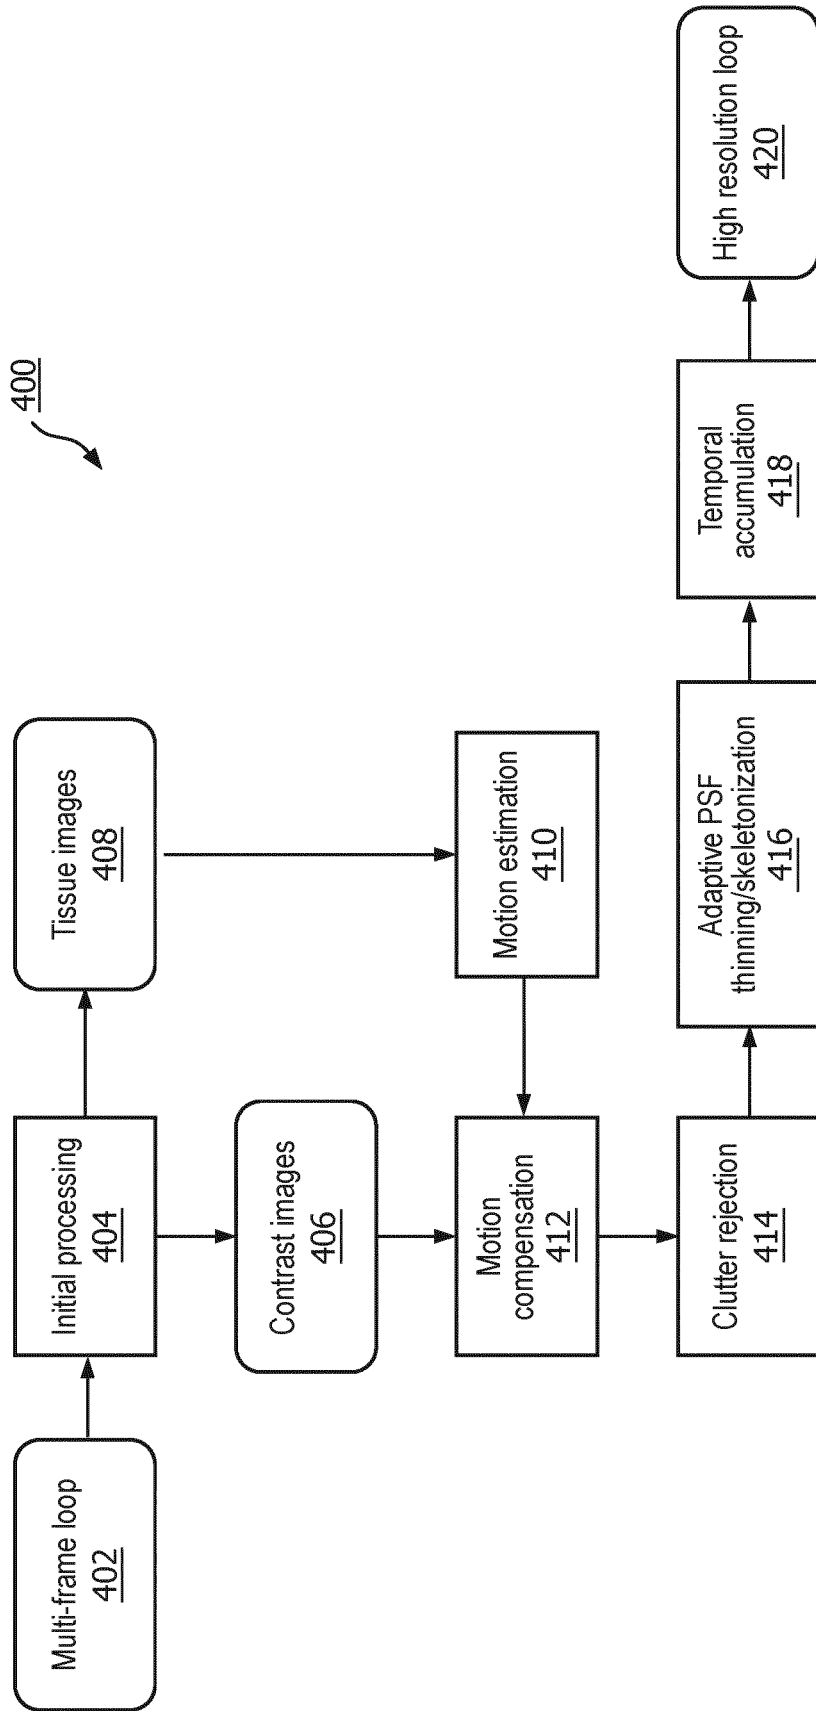 400
Multi-frame loop
402
Initial processing
404
Tissue images
408
Contrast images
406
Motion
compensation
412
Motion estimation
410
Clutter rejection
414
Adaptive PSF
thinning/skeletonization
416
Temporal
accumulation
418
High resolution loop
420